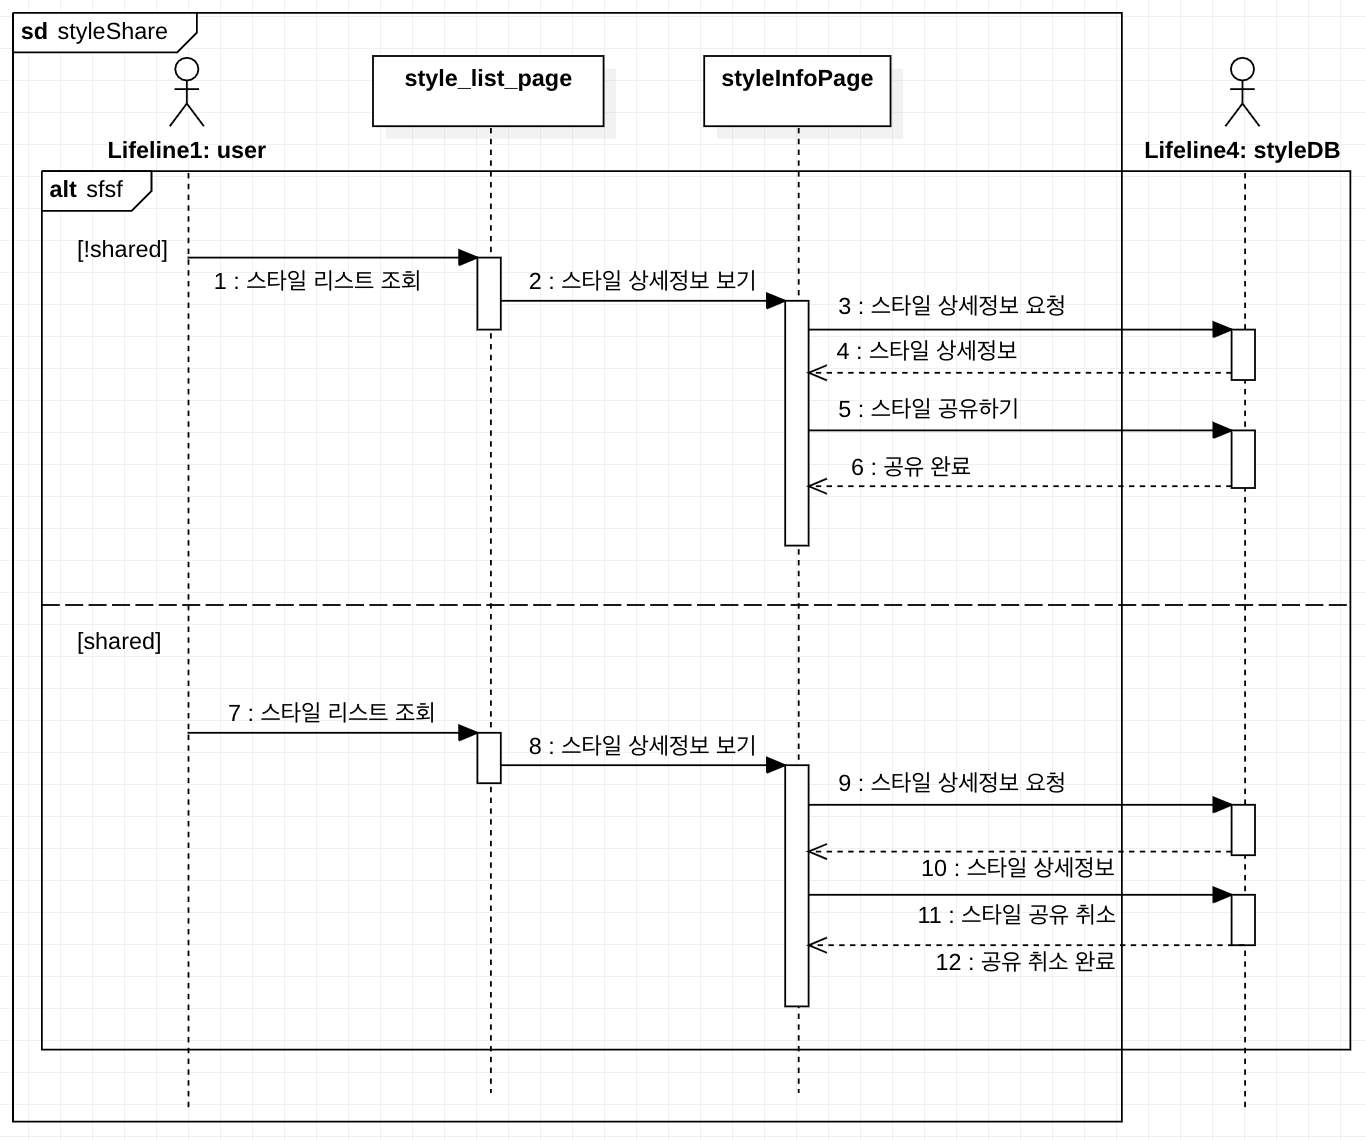 sd styleShare
style_list_page
styleInfoPage
Lifeline1: user
Lifeline4: styleDB
alt sfsf
[!shared]
1 : 스타일 리스트 조회
2 : 스타일 상세정보 보기
3 : 스타일 상세정보 요청
4 : 스타일 상세정보
5 : 스타일 공유하기
6 : 공유 완료
[shared]
7 : 스타일 리스트 조회
8 : 스타일 상세정보 보기
9 : 스타일 상세정보 요청
10 : 스타일 상세정보
11 : 스타일 공유 취소
12 : 공유 취소 완료